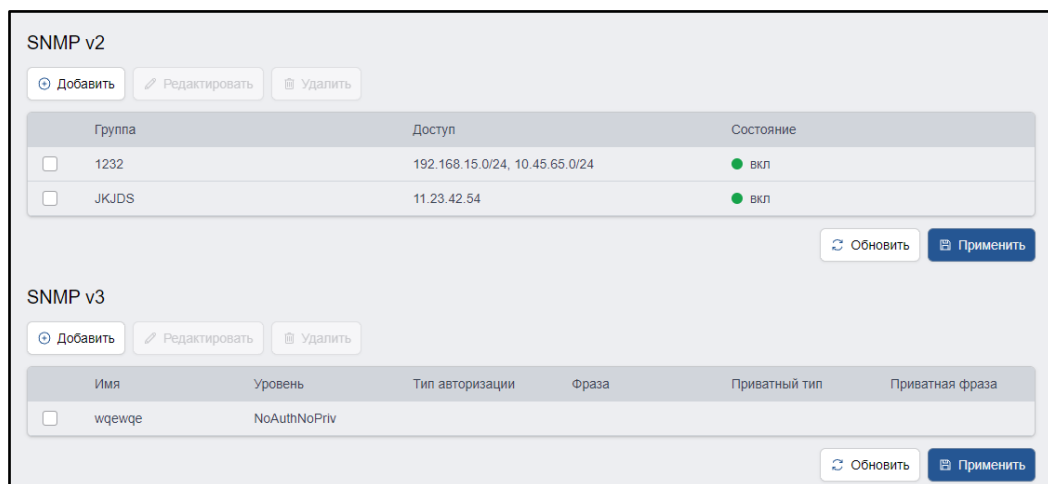 SNMP v2
Добавить Редактировать Удалить
Группа Доступ Состояние
1232 192.168.15.0/24, 10.45.65.0/24 вкл
JKJDS 11.23.42.54 вкл
Обновить Применить
SNMP v3
Добавить Редактировать Удалить
Имя Уровень Тип авторизации Фраза Приватный тип Приватная фраза
wqewqe NoAuthNoPriv
Обновить Применить